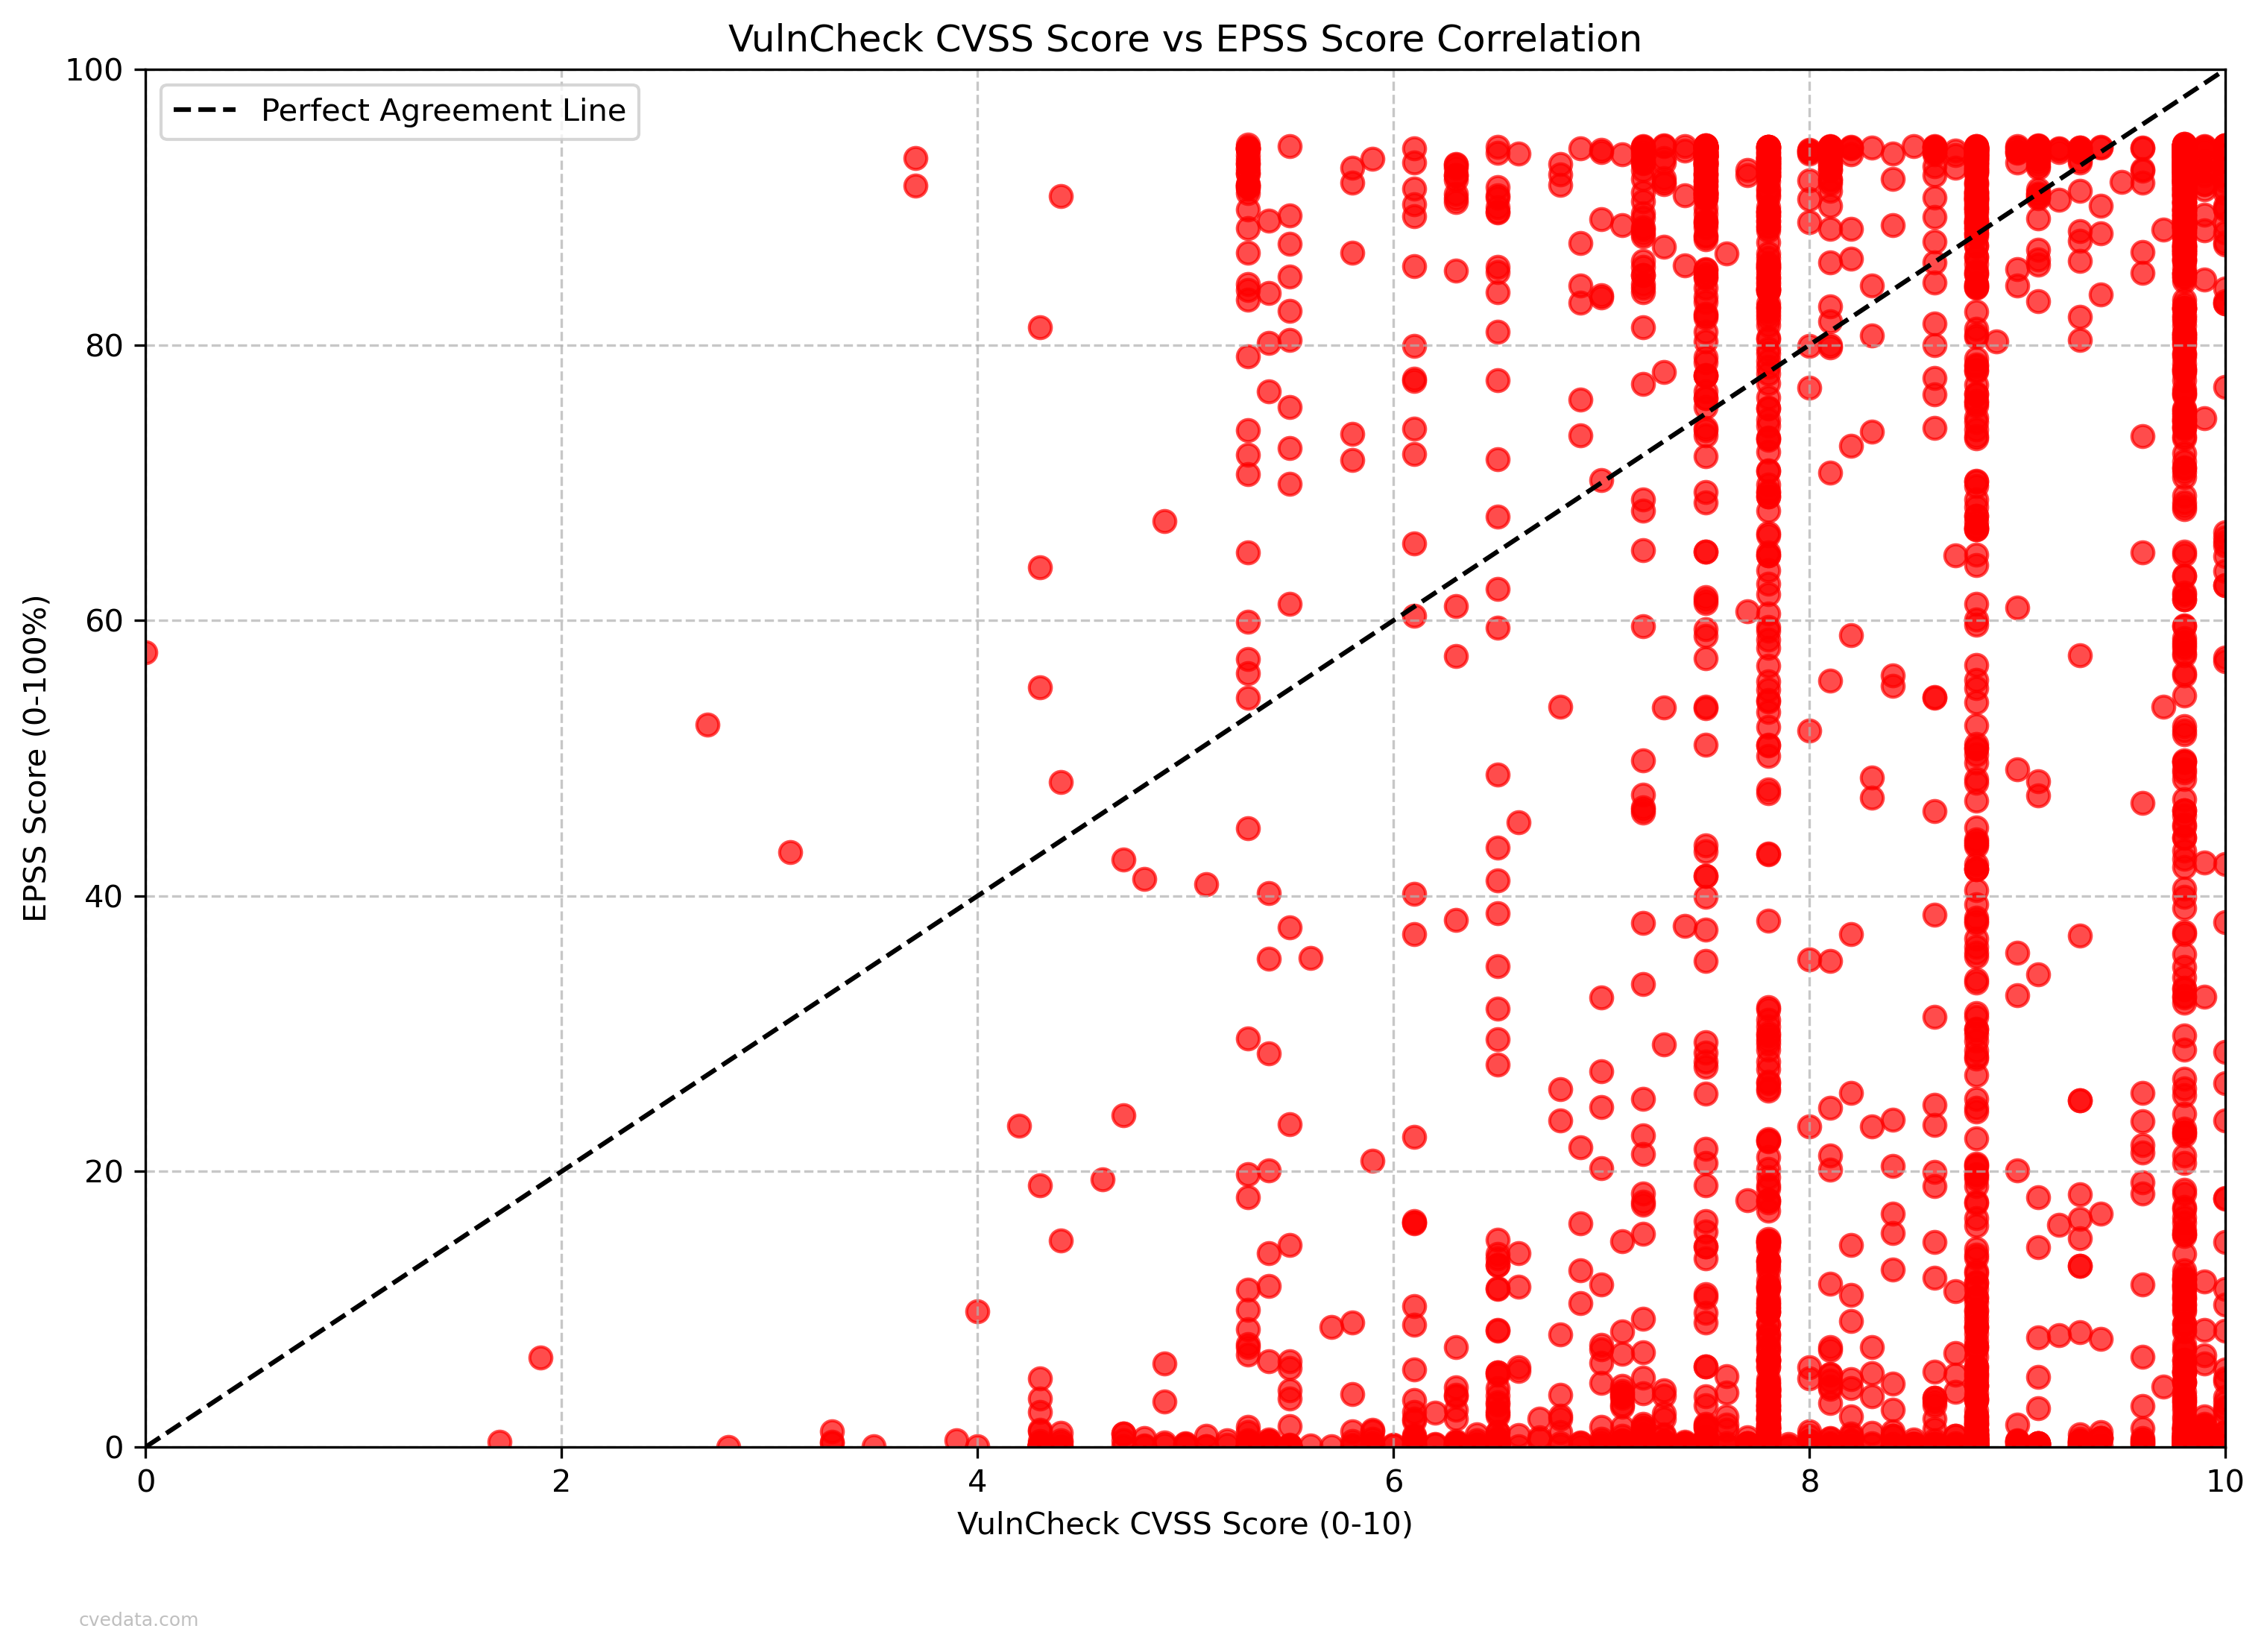 VulnCheck CVSS Score vs EPSS Score Correlation
100
80
60
40
20
0
EPSS Score (0-100%)
Perfect Agreement Line
0 2 4 6 8 10
VulnCheck CVSS Score (0-10)
cvedata.com